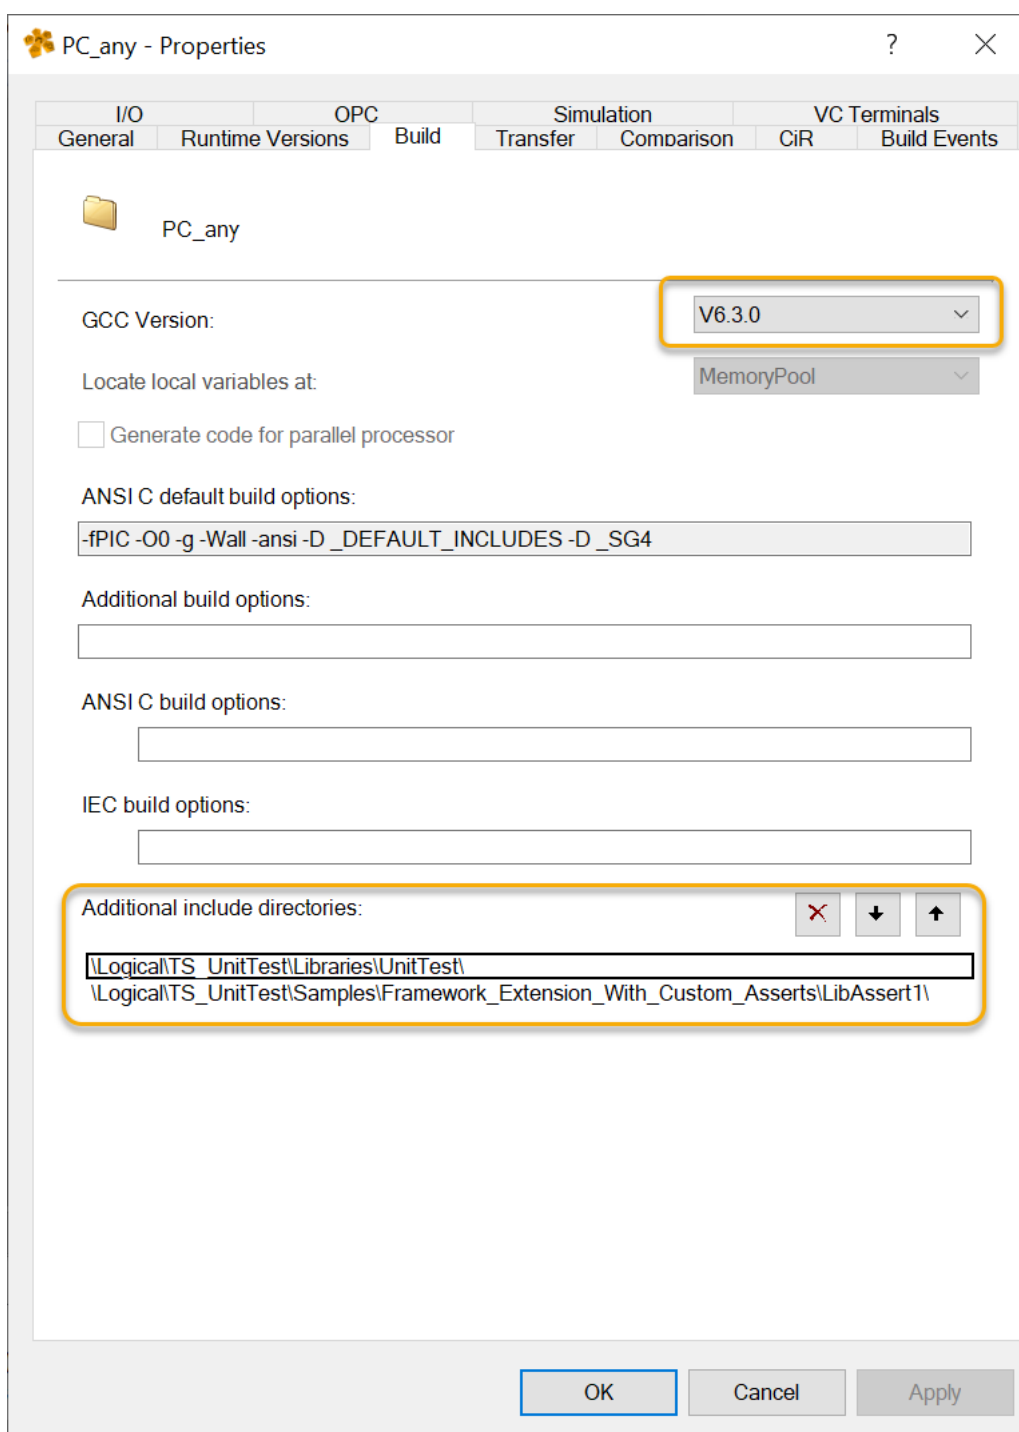 PC_any - Properties ?
I/O OPC Simulation VC Terminals
General Runtime Versions Build Transfer Comparison CiR Build Events
PC_any
GCC Version: V6.3.0
Locate local variables at: MemoryPool
Generate code for parallel processor
ANSI C default build options:
-fPIC -O0 -g -Wall -ansi -D _DEFAULT_INCLUDES -D _SG4
Additional build options:
ANSI C build options:
IEC build options:
Additional include directories:
\Logical\TS_UnitTest\Libraries\UnitTest\
\Logical\TS_UnitTest\Samples\Framework_Extension_With_Custom_Asserts\LibAssert1\
OK Cancel Apply